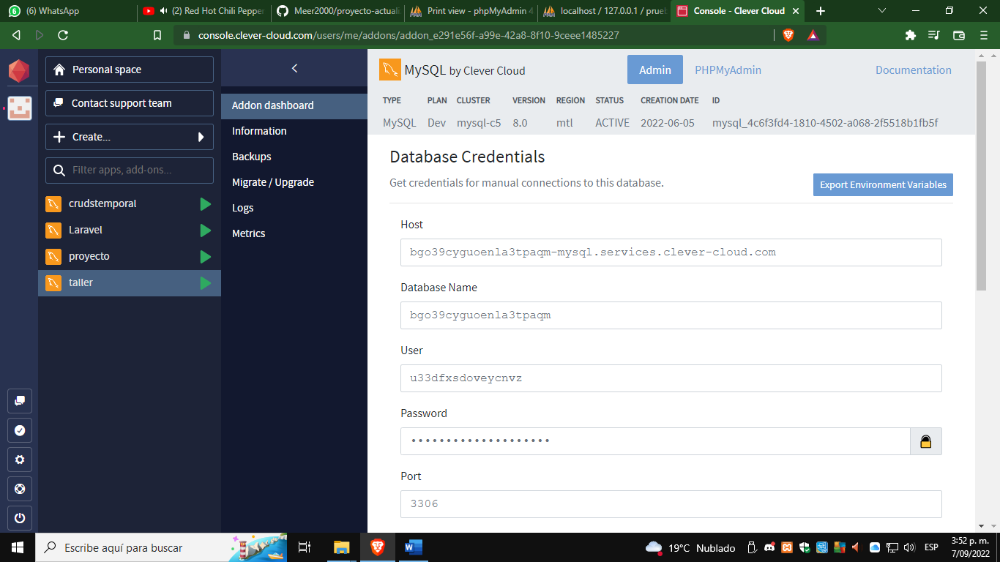 (6) WhatsApp
(2) Red Hot Chili Pepper
Meer2000/proyecto-actuali
Print view - phpMyAdmin 4
localhost / 127.0.0.1 / prueb
Console - Clever Cloud
console.clever-cloud.com/users/me/addons/addon_e291e56f-a99e-42a8-8f10-9ceee1485227
Personal space
Contact support team
Create...
Filter apps, add-ons...
crudstemporal
Laravel
proyecto
taller
Addon dashboard
Information
Backups
Migrate / Upgrade
Logs
Metrics
MySQL by Clever Cloud
Admin
PHPMyAdmin
Documentation
TYPE PLAN CLUSTER VERSION REGION STATUS CREATION DATE ID
MySQL Dev mysql-c5 8.0 mtl ACTIVE 2022-06-05 mysql_4c6f3fd4-1810-4502-a068-2f5518b1fb5f
Database Credentials
Get credentials for manual connections to this database.
Export Environment Variables
Host
bgo39cyguoenla3tpaqm-mysql.services.clever-cloud.com
Database Name
bgo39cyguoenla3tpaqm
User
u33dfxsdoveycnvz
Password
••••••••••••••••••••
Port
3306
Escribe aquí para buscar
19°C Nublado
ESP
3:52 p. m.
7/09/2022